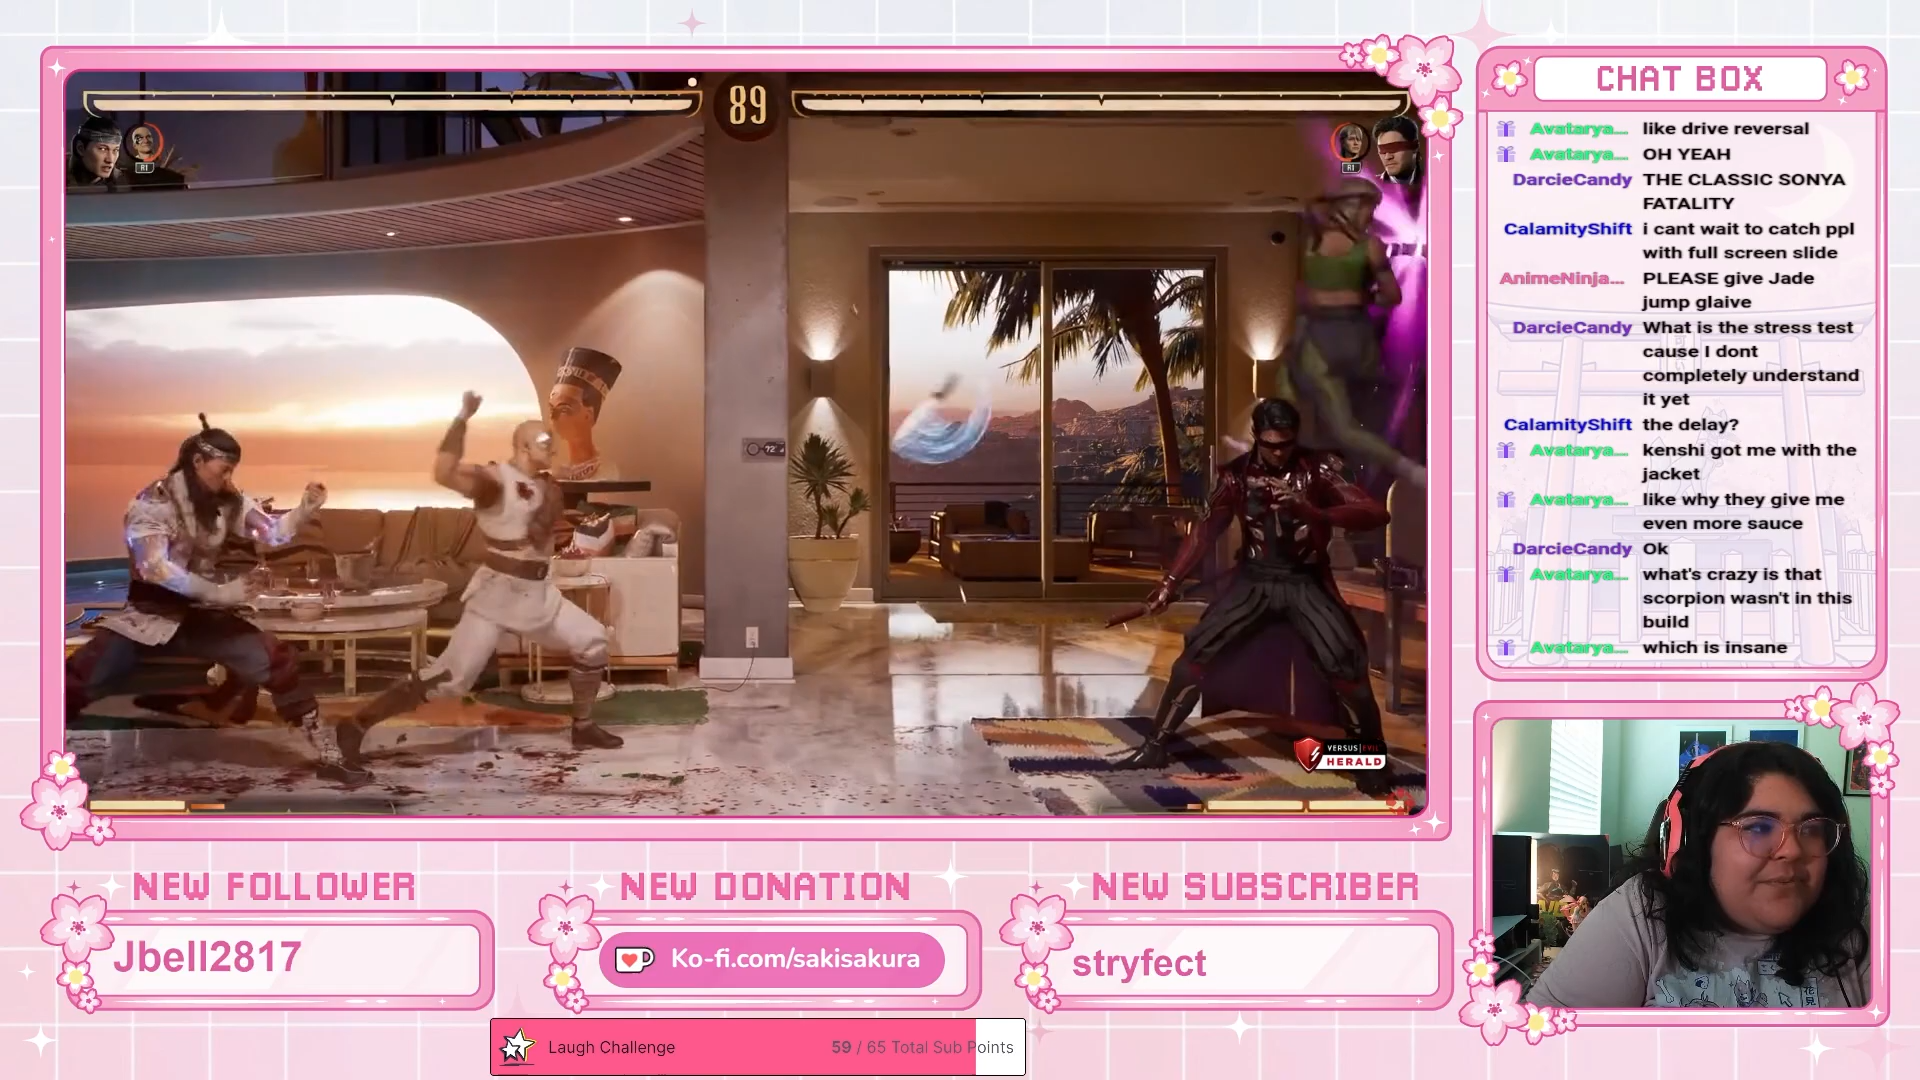 89
R1
R1
72
VERSUS|EVIL
HERALD
CHAT BOX
Avatarya... like drive reversal
Avatarya... OH YEAH
DarcieCandy THE CLASSIC SONYA
FATALITY
CalamityShift i cant wait to catch ppl
with full screen slide
AnimeNinja... PLEASE give Jade
jump glaive
DarcieCandy What is the stress test
cause I dont
completely understand
it yet
CalamityShift the delay?
Avatarya... kenshi got me with the
jacket
Avatarya... like why they give me
even more sauce
DarcieCandy Ok
Avatarya... what's crazy is that
scorpion wasn't in this
build
Avatarya... which is insane
NEW FOLLOWER
Jbell2817
NEW DONATION
Ko-fi.com/sakisakura
NEW SUBSCRIBER
stryfect
花
見
Laugh Challenge 59 / 65 Total Sub Points